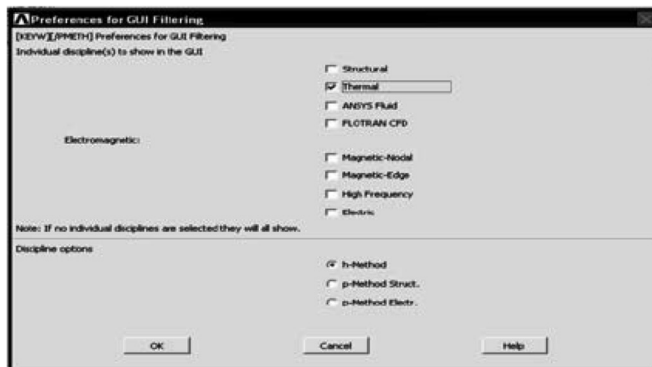 Preferences for GUI Filtering
[KEYW][/PMETH] Preferences for GUI Filtering
Individual discipline(s) to show in the GUI
Structural
Thermal
ANSYS Fluid
FLOTRAN CFD
Electromagnetic:
Magnetic-Nodal
Magnetic-Edge
High Frequency
Electric
Note: If no individual disciplines are selected they will all show.
Discipline options
h-Method
p-Method Struct.
p-Method Electr.
OK Cancel Help